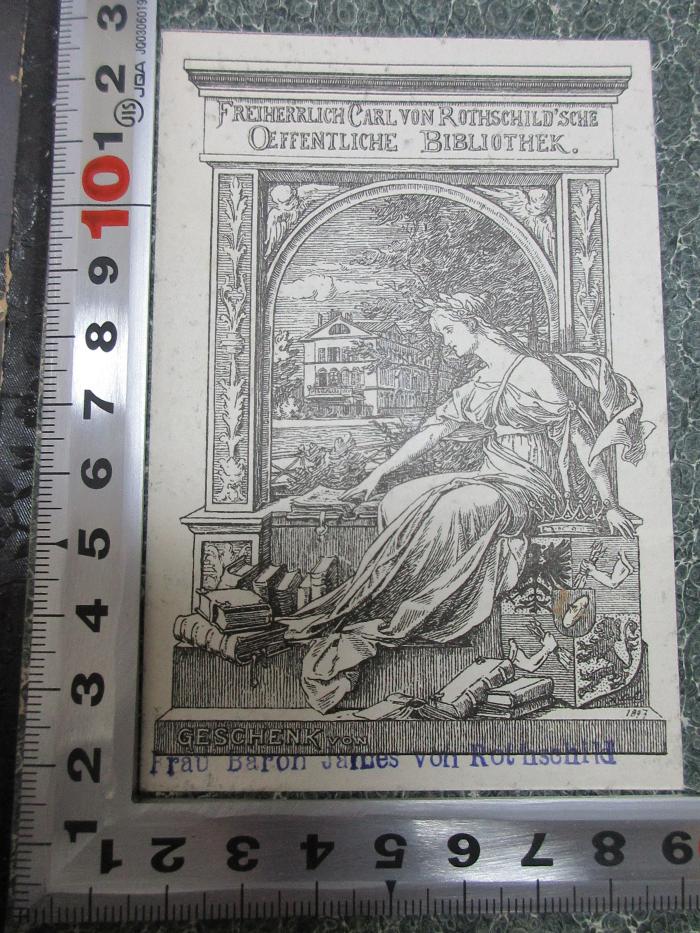 FREIHERRLICH CARL VON ROTHSCHILD'SCHE
OEFFENTLICHE BIBLIOTHEK.
1897
GESCHENK VON
Frau Baron James von Rothschild
3
2
1
10
9
8
7
6
5
4
3
2
1
1 2 3 4 5 6 7 8 9
JIS JQA JQ0306019